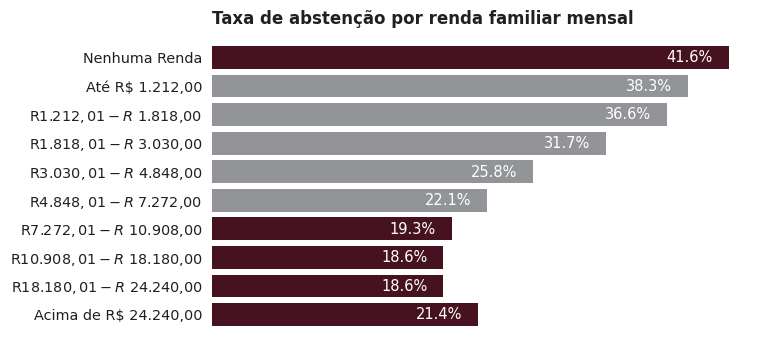 Taxa de abstenção por renda familiar mensal
Nenhuma Renda 41.6%
Até R$ 1.212,00 38.3%
R1.212,01 − R 1.818,00 36.6%
R1.818,01 − R 3.030,00 31.7%
R3.030,01 − R 4.848,00 25.8%
R4.848,01 − R 7.272,00 22.1%
R7.272,01 − R 10.908,00 19.3%
R10.908,01 − R 18.180,00 18.6%
R18.180,01 − R 24.240,00 18.6%
Acima de R$ 24.240,00 21.4%